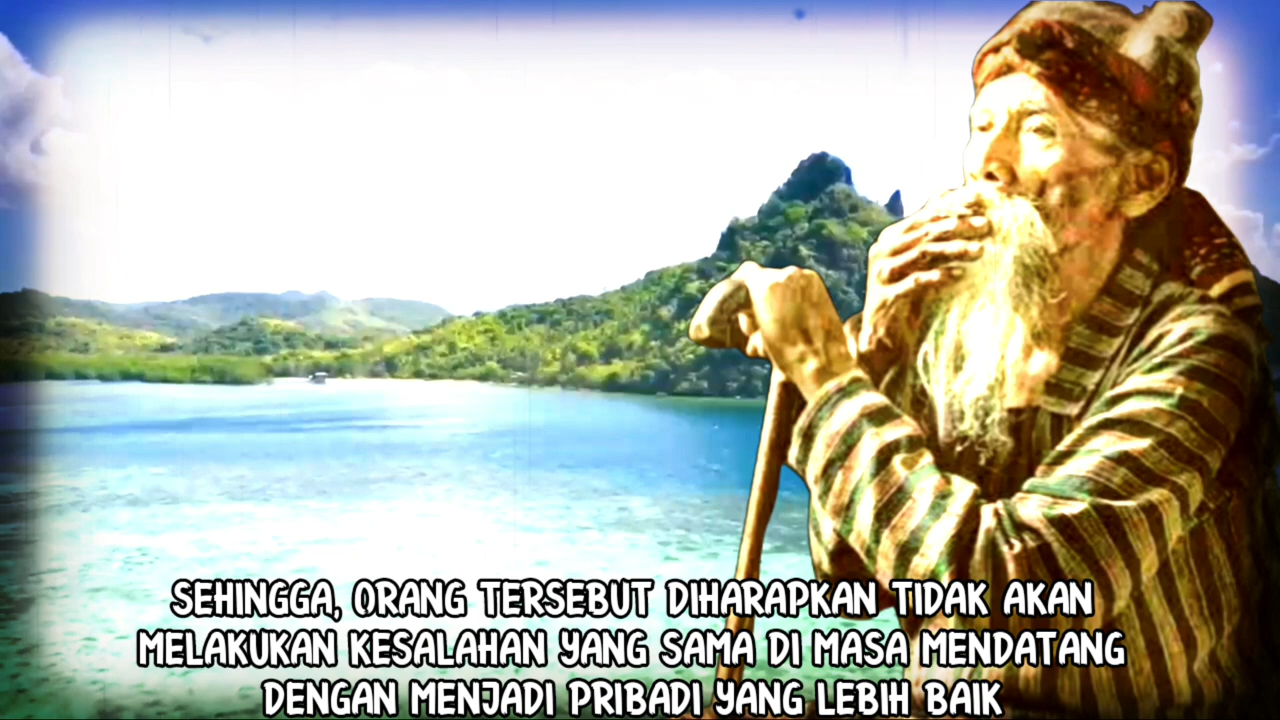 SEHINGGA, ORANG TERSEBUT DIHARAPKAN TIDAK AKAN
MELAKUKAN KESALAHAN YANG SAMA DI MASA MENDATANG
DENGAN MENJADI PRIBADI YANG LEBIH BAIK